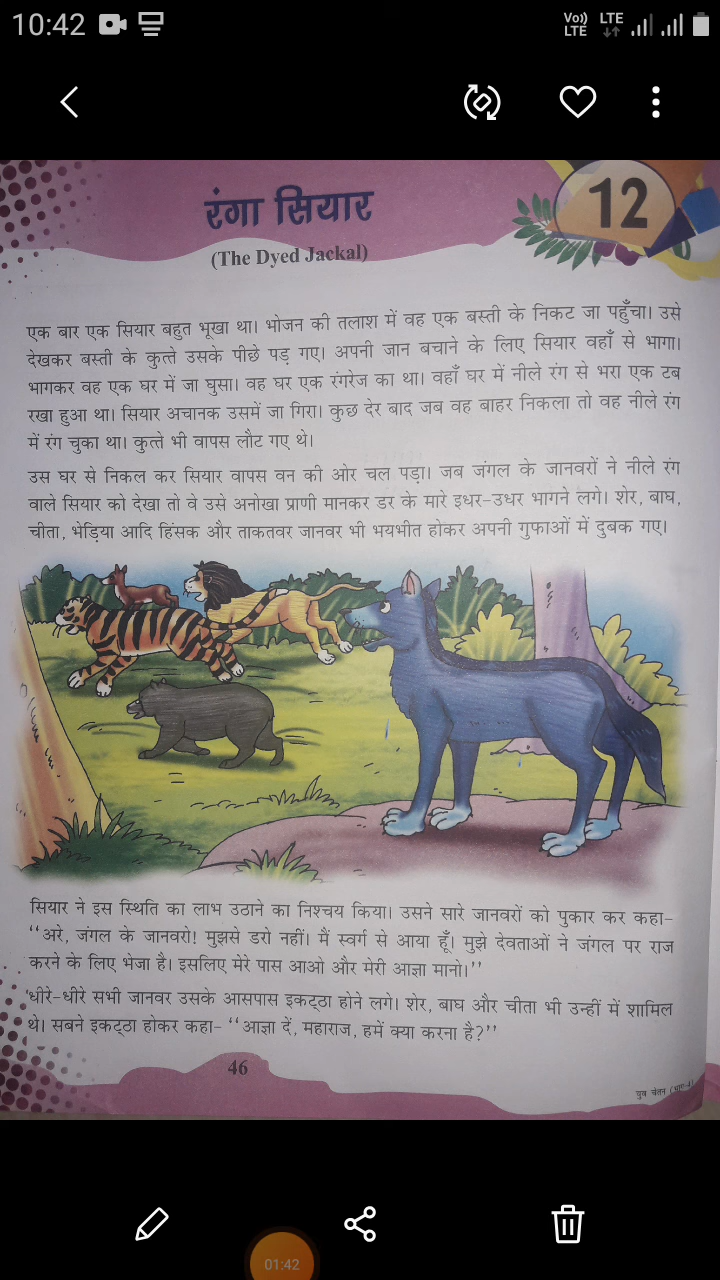 10:42
Vo)) LTE LTE
रंगा सियार
12
(The Dyed Jackal)
एक बार एक सियार बहुत भूखा था। भोजन की तलाश में वह एक बस्ती के निकट जा पहुँचा। उसे
देखकर बस्ती के कुत्ते उसके पीछे पड़ गए। अपनी जान बचाने के लिए सियार वहाँ से भागा।
भागकर वह एक घर में जा घुसा। वह घर एक रंगरेज का था। वहाँ घर में नीले रंग से भरा एक टब
रखा हुआ था। सियार अचानक उसमें जा गिरा। कुछ देर बाद जब वह बाहर निकला तो वह नीले रंग
में रंग चुका था। कुत्ते भी वापस लौट गए थे।
उस घर से निकल कर सियार वापस वन की ओर चल पड़ा। जब जंगल के जानवरों ने नीले रंग
वाले सियार को देखा तो वे उसे अनोखा प्राणी मानकर डर के मारे इधर-उधर भागने लगे। शेर, बाघ,
चीता, भेड़िया आदि हिंसक और ताकतवर जानवर भी भयभीत होकर अपनी गुफाओं में दुबक गए।
सियार ने इस स्थिति का लाभ उठाने का निश्चय किया। उसने सारे जानवरों को पुकार कर कहा–
‘‘अरे, जंगल के जानवरो! मुझसे डरो नहीं। मैं स्वर्ग से आया हूँ। मुझे देवताओं ने जंगल पर राज
करने के लिए भेजा है। इसलिए मेरे पास आओ और मेरी आज्ञा मानो।’’
धीरे-धीरे सभी जानवर उसके आसपास इकट्ठा होने लगे। शेर, बाघ और चीता भी उन्हीं में शामिल
थे। सबने इकट्ठा होकर कहा– ‘‘आज्ञा दें, महाराज, हमें क्या करना है?’’
46
चेतन (भाग-4)
01:42